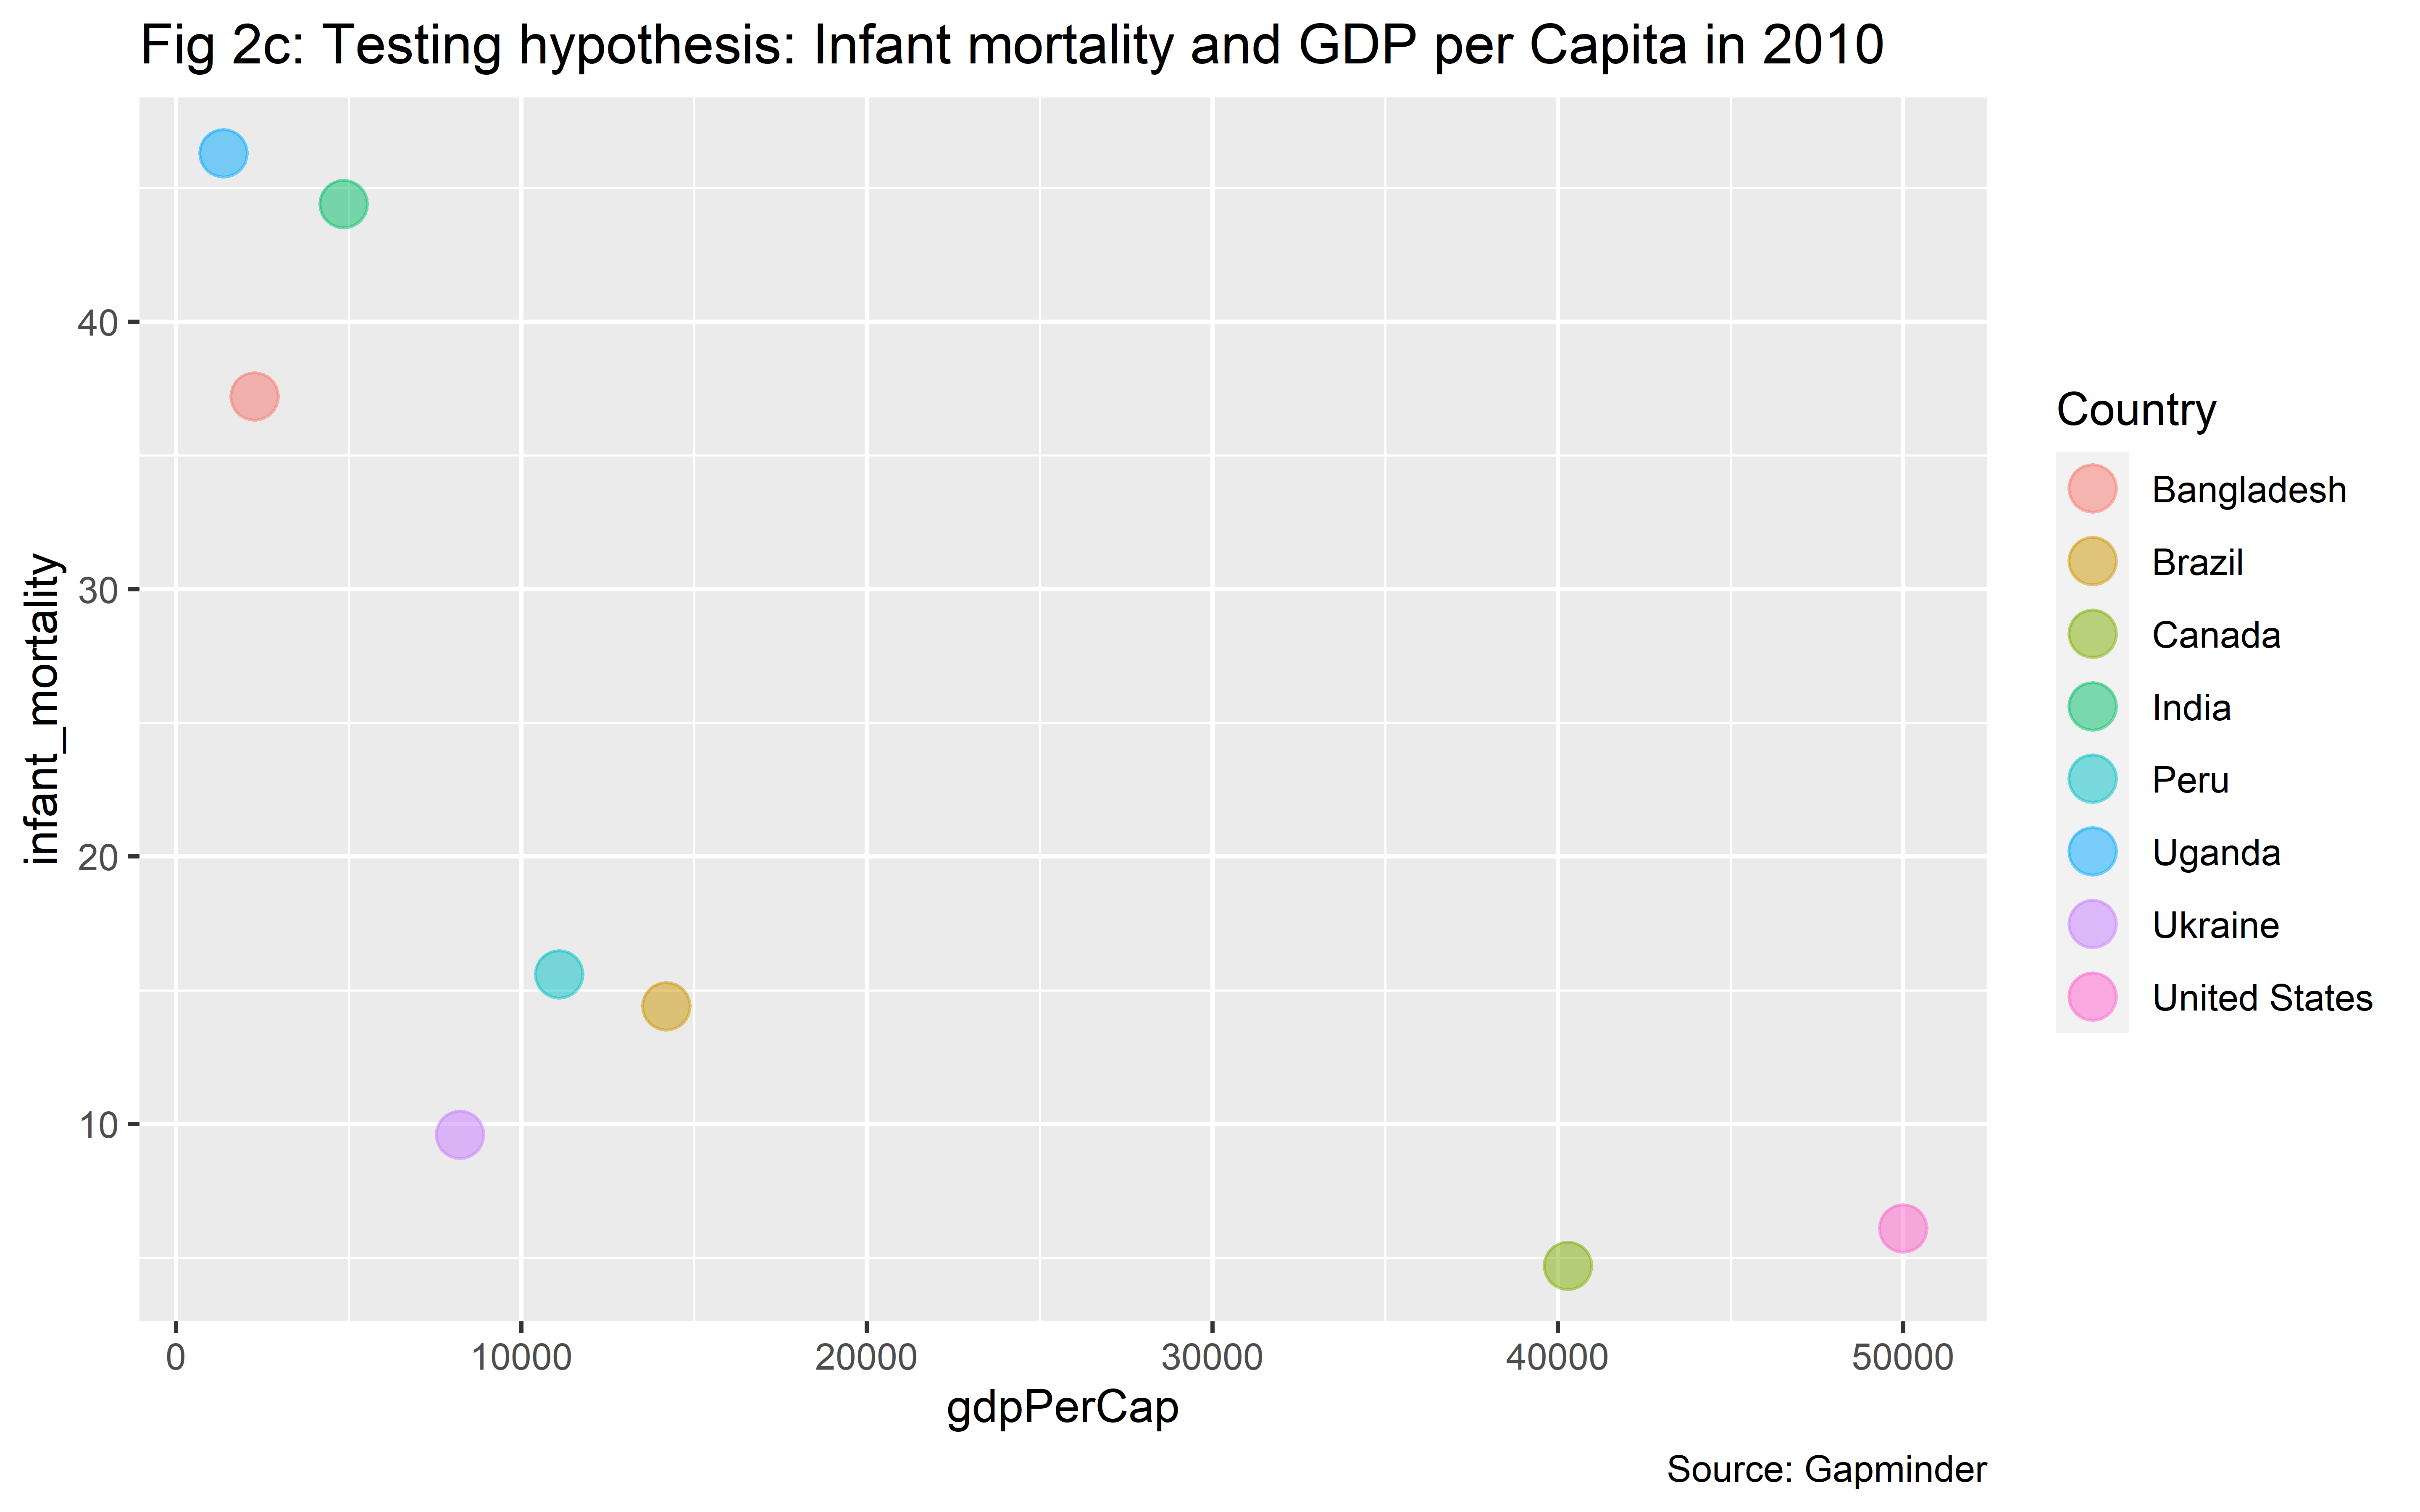 Fig 2c: Testing hypothesis: Infant mortality and GDP per Capita in 2010
infant_mortality
40
30
20
10
0
10000
20000
30000
40000
50000
gdpPerCap
Country
Bangladesh
Brazil
Canada
India
Peru
Uganda
Ukraine
United States
Source: Gapminder